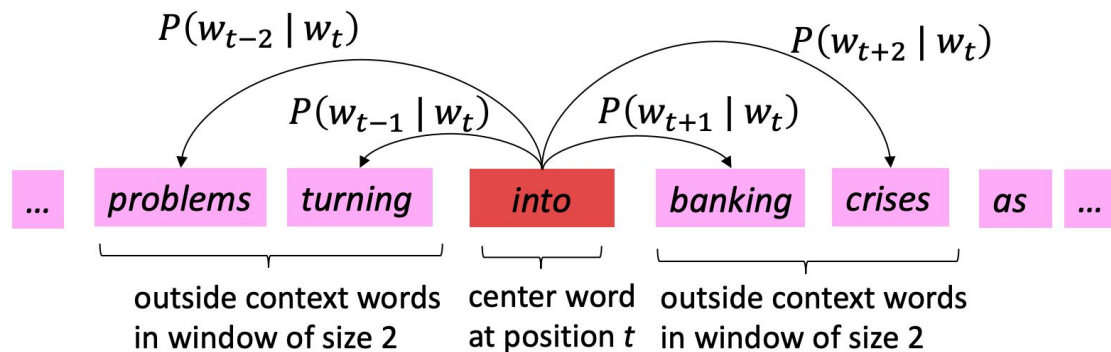 P(w_{t-2} | w_t)
P(w_{t+2} | w_t)
P(w_{t-1} | w_t)
P(w_{t+1} | w_t)
... problems turning into banking crises as ...
outside context words
in window of size 2
center word
at position t
outside context words
in window of size 2